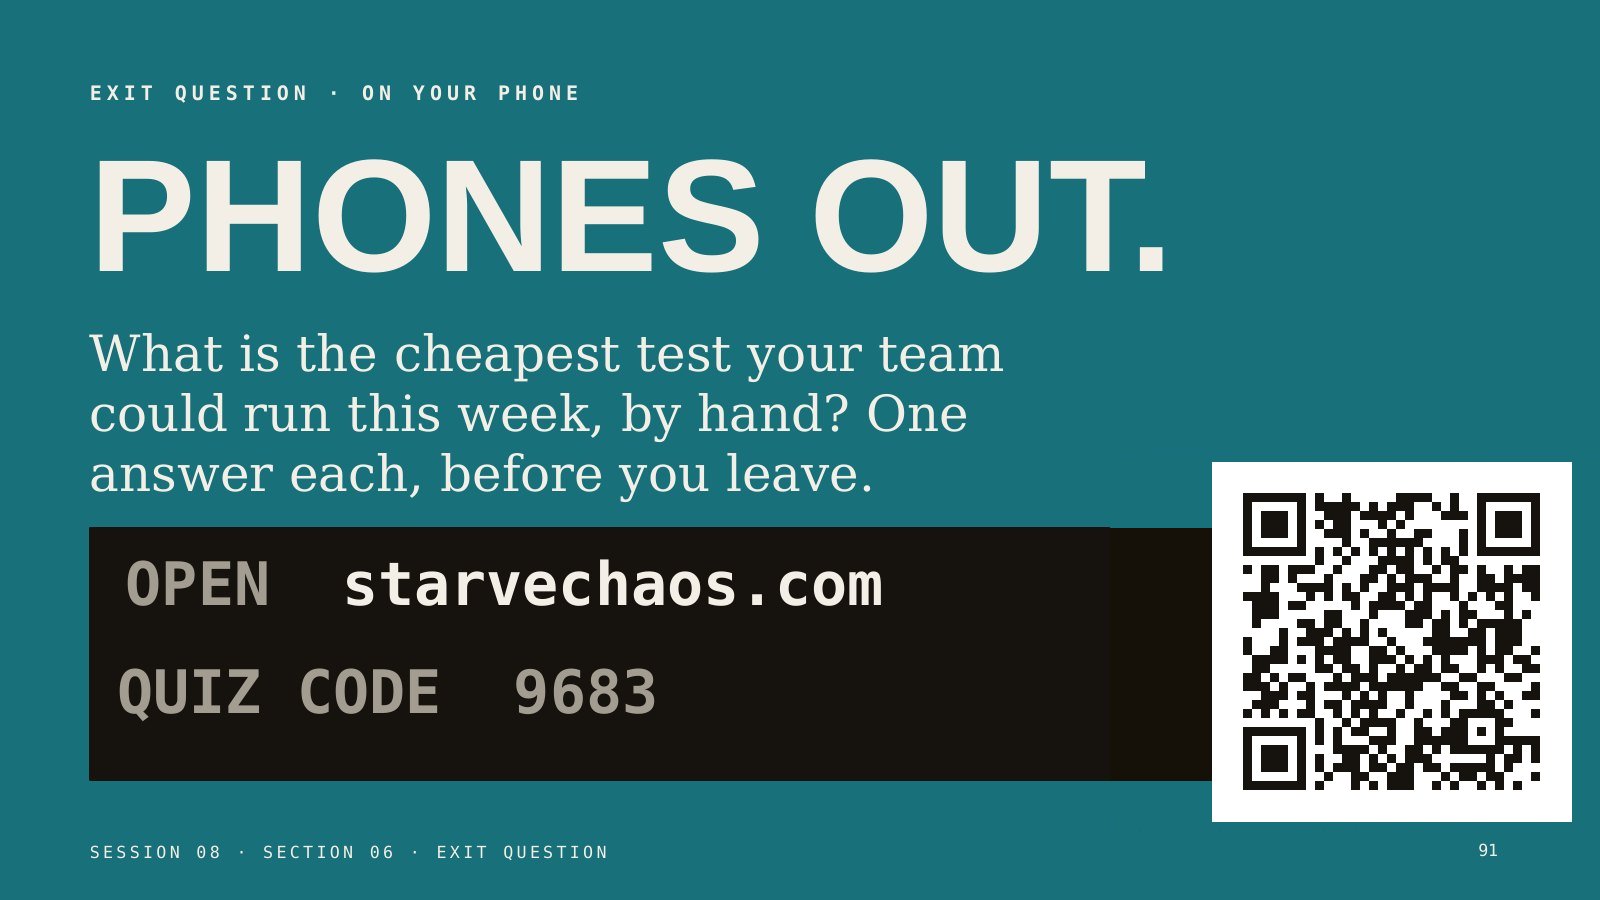 EXIT QUESTION · ON YOUR PHONE
PHONES OUT.
What is the cheapest test your team
could run this week, by hand? One
answer each, before you leave.
OPEN starvechaos.com
QUIZ CODE 9683
SESSION 08 · SECTION 06 · EXIT QUESTION
91